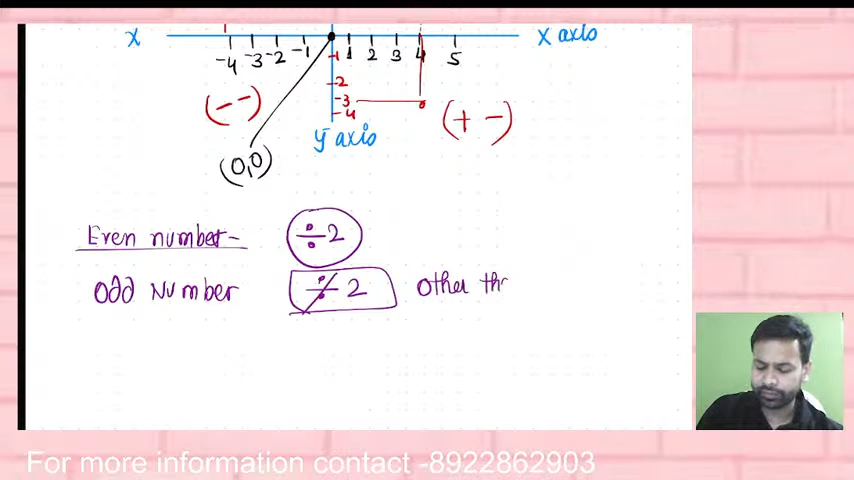 X X axis
-4 -3 -2 -1 1 2 3 4 5
-1
-2
-3
-4
(- -) (+ -)
y axis
(0,0)
Even number- ÷2
Odd Number ÷ 2 Other thr
For more information contact -8922862903